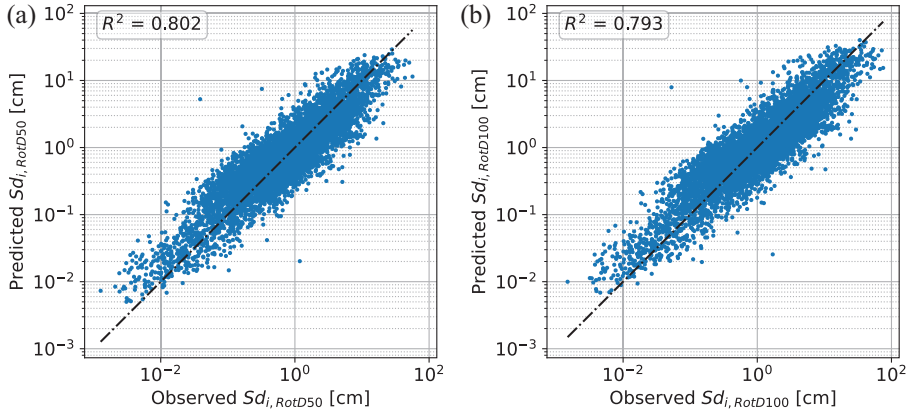 (a)
R² = 0.802
10²
10¹
10⁰
10⁻¹
10⁻²
10⁻³
Predicted Sd_{i, RotD50} [cm]
10⁻²
10⁰
10²
Observed Sd_{i, RotD50} [cm]
(b)
R² = 0.793
10²
10¹
10⁰
10⁻¹
10⁻²
10⁻³
Predicted Sd_{i, RotD100} [cm]
10⁻²
10⁰
10²
Observed Sd_{i, RotD100} [cm]